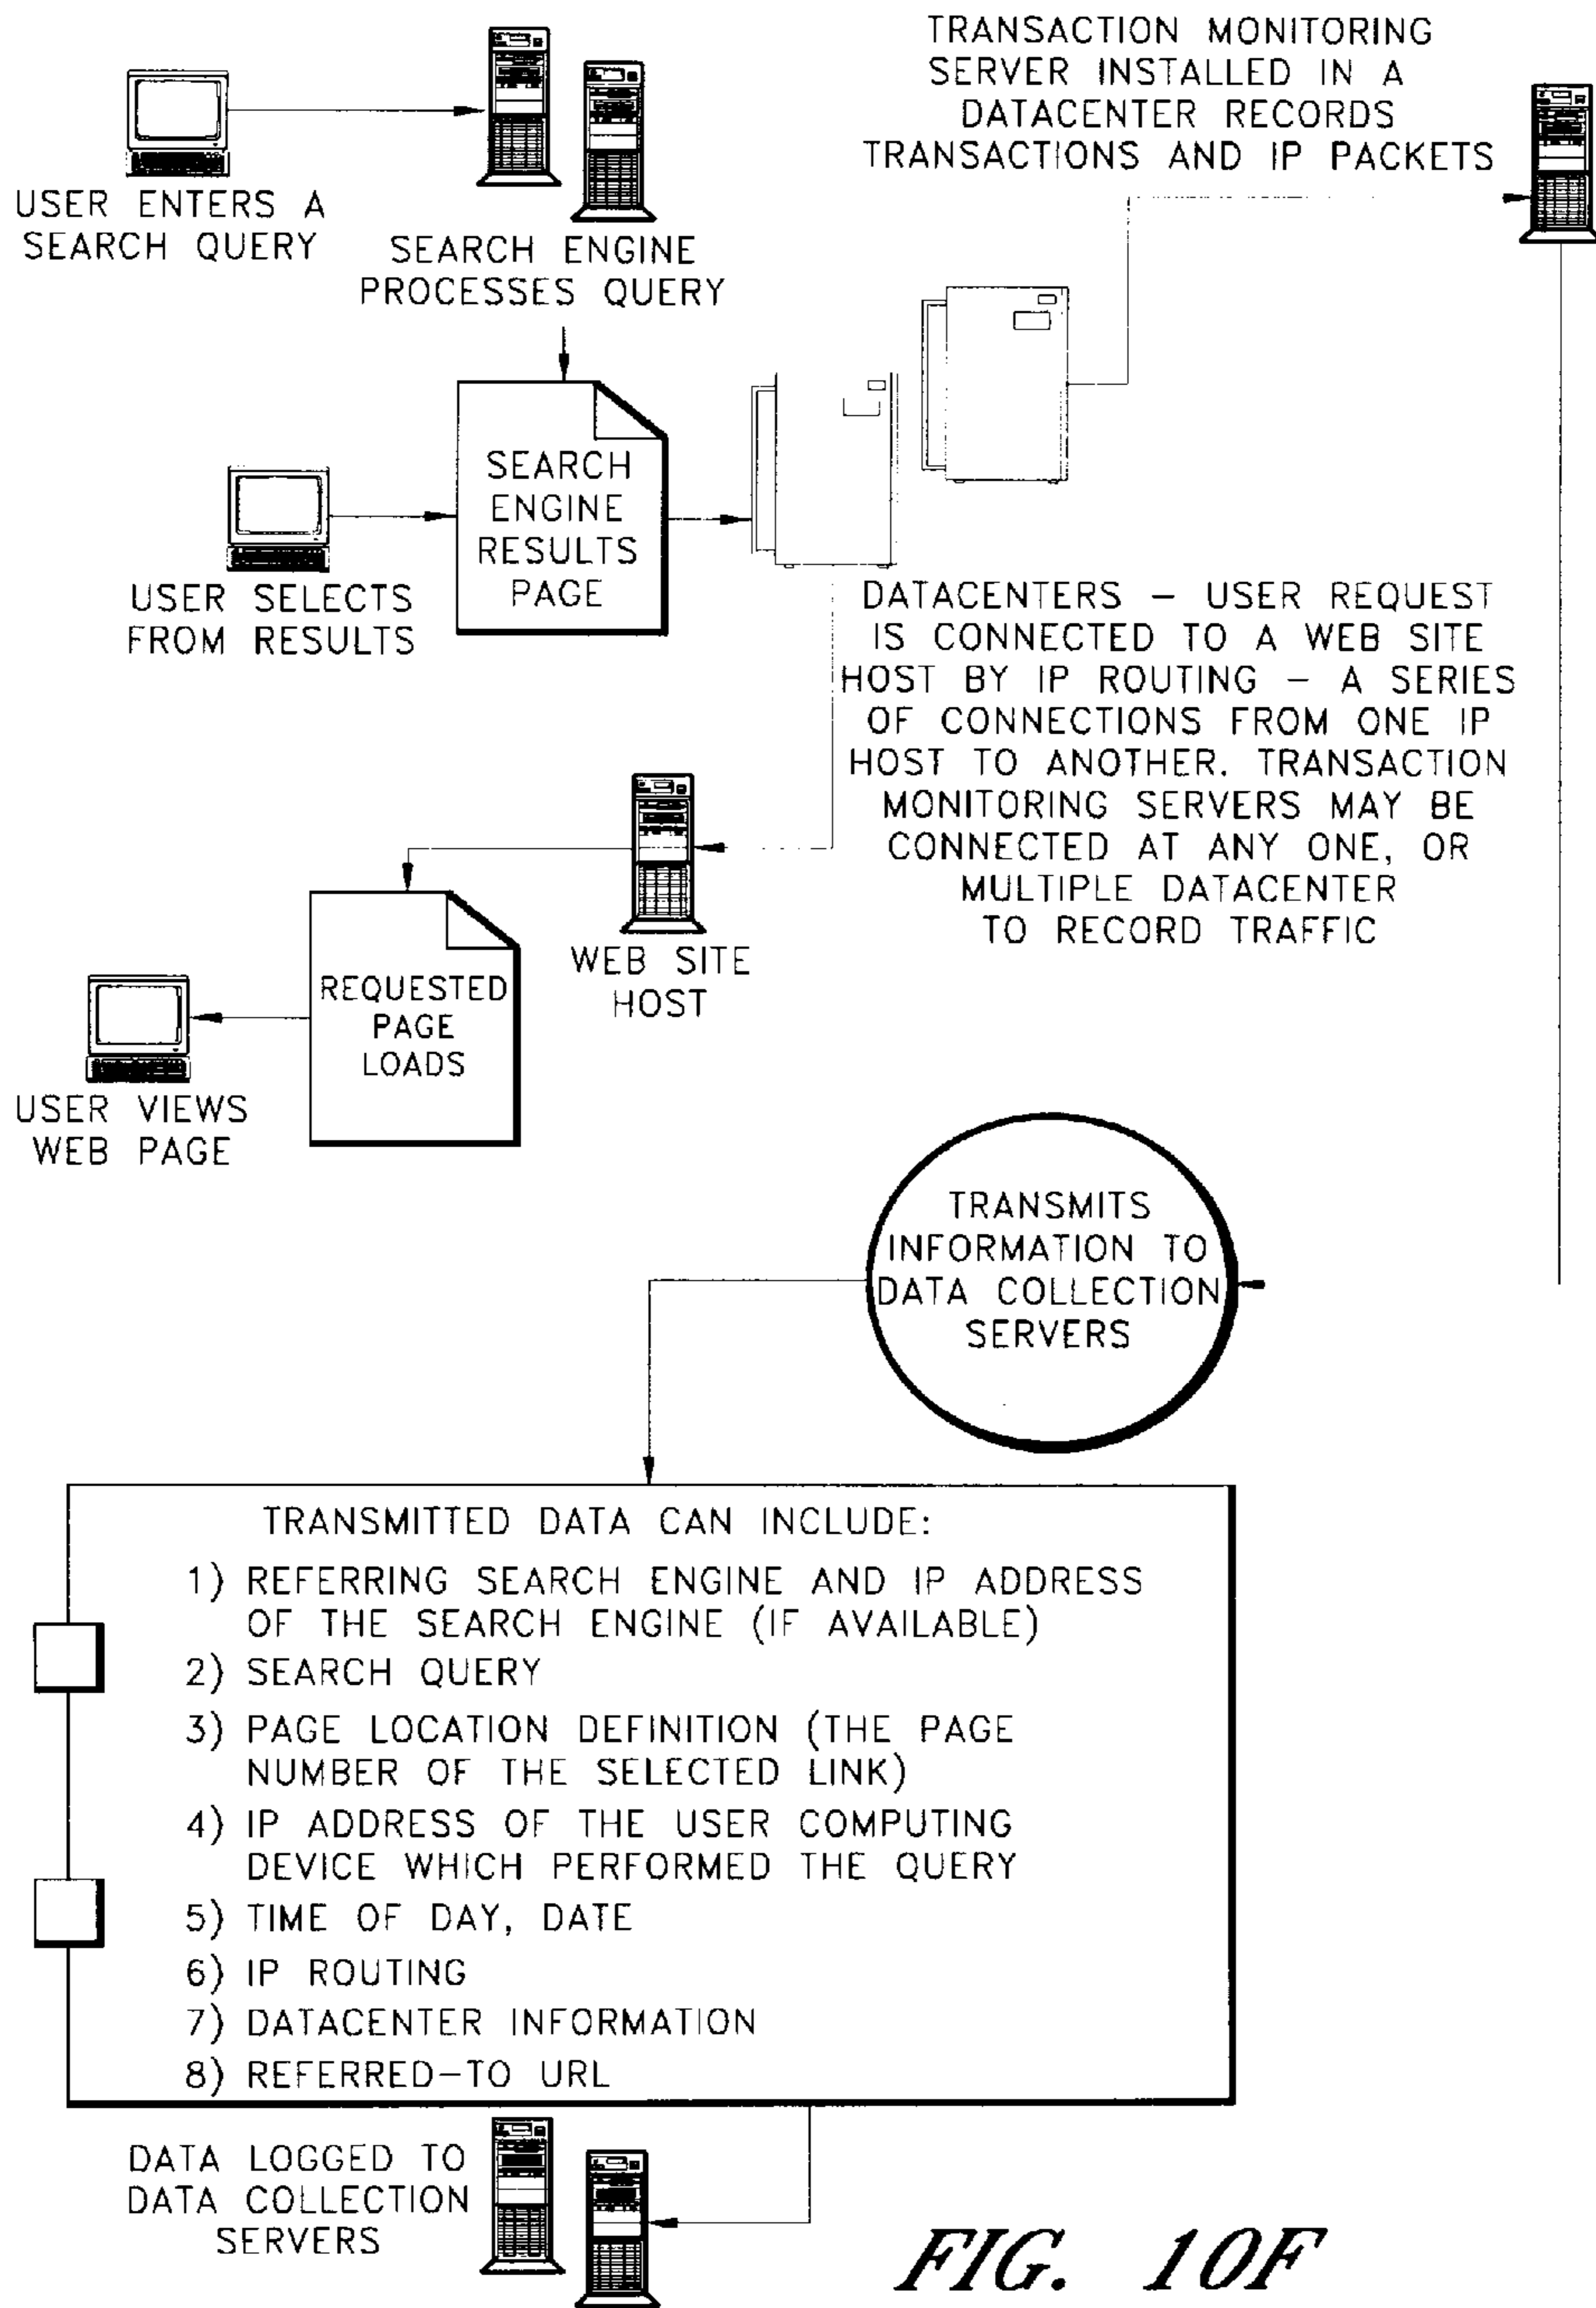 TRANSACTION MONITORING
SERVER INSTALLED IN A
DATACENTER RECORDS
TRANSACTIONS AND IP PACKETS
USER ENTERS A
SEARCH QUERY
SEARCH ENGINE
PROCESSES QUERY
SEARCH
ENGINE
RESULTS
PAGE
USER SELECTS
FROM RESULTS
DATACENTERS – USER REQUEST
IS CONNECTED TO A WEB SITE
HOST BY IP ROUTING – A SERIES
OF CONNECTIONS FROM ONE IP
HOST TO ANOTHER. TRANSACTION
MONITORING SERVERS MAY BE
CONNECTED AT ANY ONE, OR
MULTIPLE DATACENTER
TO RECORD TRAFFIC
WEB SITE
HOST
REQUESTED
PAGE
LOADS
USER VIEWS
WEB PAGE
TRANSMITS
INFORMATION TO
DATA COLLECTION
SERVERS
TRANSMITTED DATA CAN INCLUDE:
1) REFERRING SEARCH ENGINE AND IP ADDRESS
OF THE SEARCH ENGINE (IF AVAILABLE)
2) SEARCH QUERY
3) PAGE LOCATION DEFINITION (THE PAGE
NUMBER OF THE SELECTED LINK)
4) IP ADDRESS OF THE USER COMPUTING
DEVICE WHICH PERFORMED THE QUERY
5) TIME OF DAY, DATE
6) IP ROUTING
7) DATACENTER INFORMATION
8) REFERRED–TO URL
DATA LOGGED TO
DATA COLLECTION
SERVERS
FIG. 10F